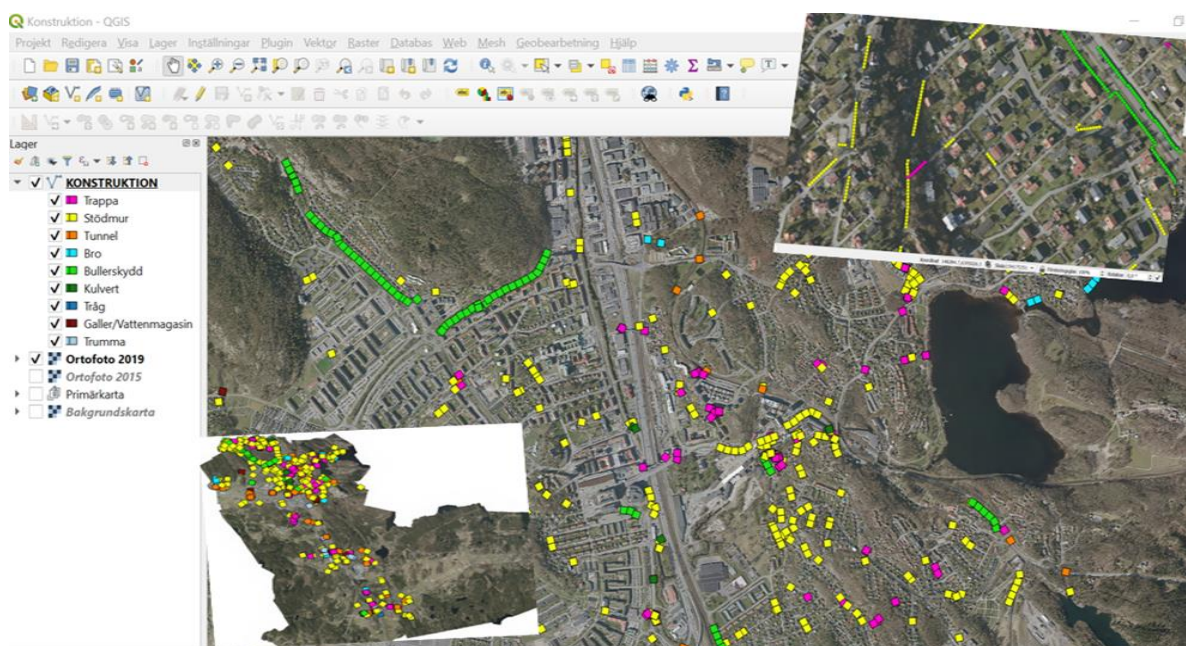 Konstruktion - QGIS
Projekt Redigera Visa Lager Inställningar Plugin Vektor Raster Databas Web Mesh Geobearbetning Hjälp
Lager
KONSTRUKTION
Trappa
Stödmur
Tunnel
Bro
Bullerskydd
Kulvert
Tråg
Galler/Vattenmagasin
Trumma
Ortofoto 2019
Ortofoto 2015
Primärkarta
Bakgrundskarta